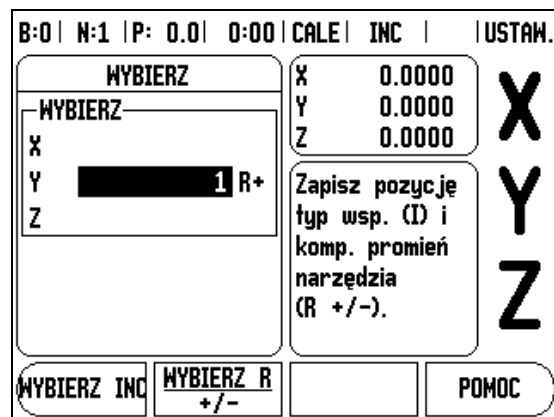 B:0 | N:1 | P: 0.0 | 0:00 | CALE | INC | | USTAW.
WYBIERZ
WYBIERZ
X
Y 1 R+
Z
X 0.0000
Y 0.0000
Z 0.0000
Zapisz pozycję
typ wsp. (I) i
komp. promień
narzędzia
(R +/-).
X
Y
Z
WYBIERZ INC
WYBIERZ R
+/-
POMOC